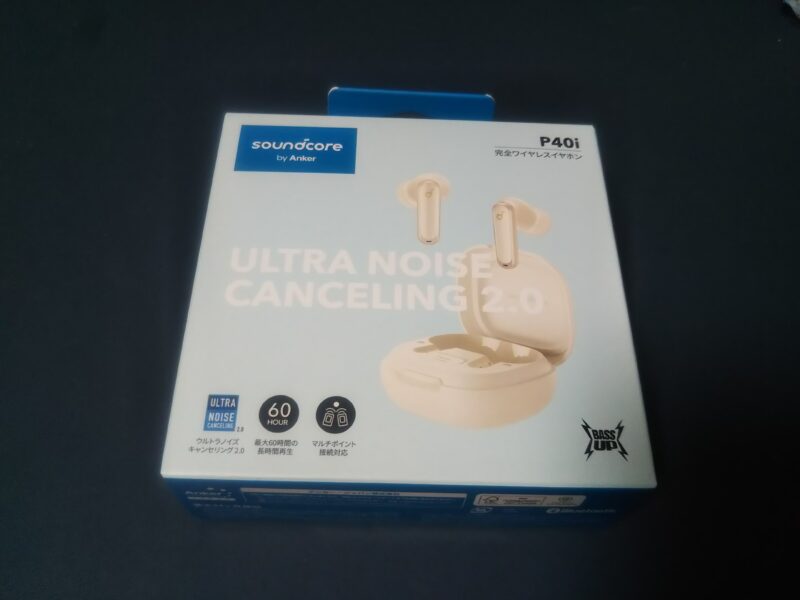 soundcore
by Anker
P40i
完全ワイヤレスイヤホン
ULTRA NOISE
CANCELING 2.0
ULTRA
NOISE
CANCELING
2.0
ウルトラノイズ
キャンセリング 2.0
60
HOUR
最大60時間の
長時間再生
マルチポイント
接続対応
BASS
UP
Anker
Bluetooth